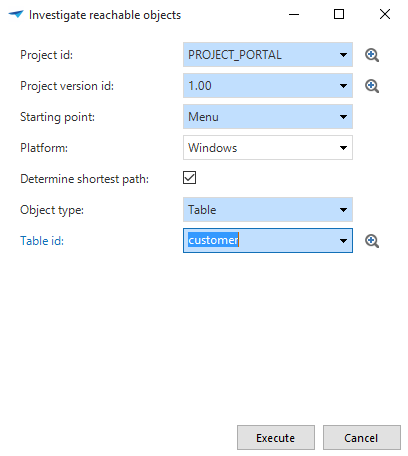 Investigate reachable objects
Project id: PROJECT_PORTAL
Project version id: 1.00
Starting point: Menu
Platform: Windows
Determine shortest path:
Object type: Table
Table id: customer
Execute Cancel